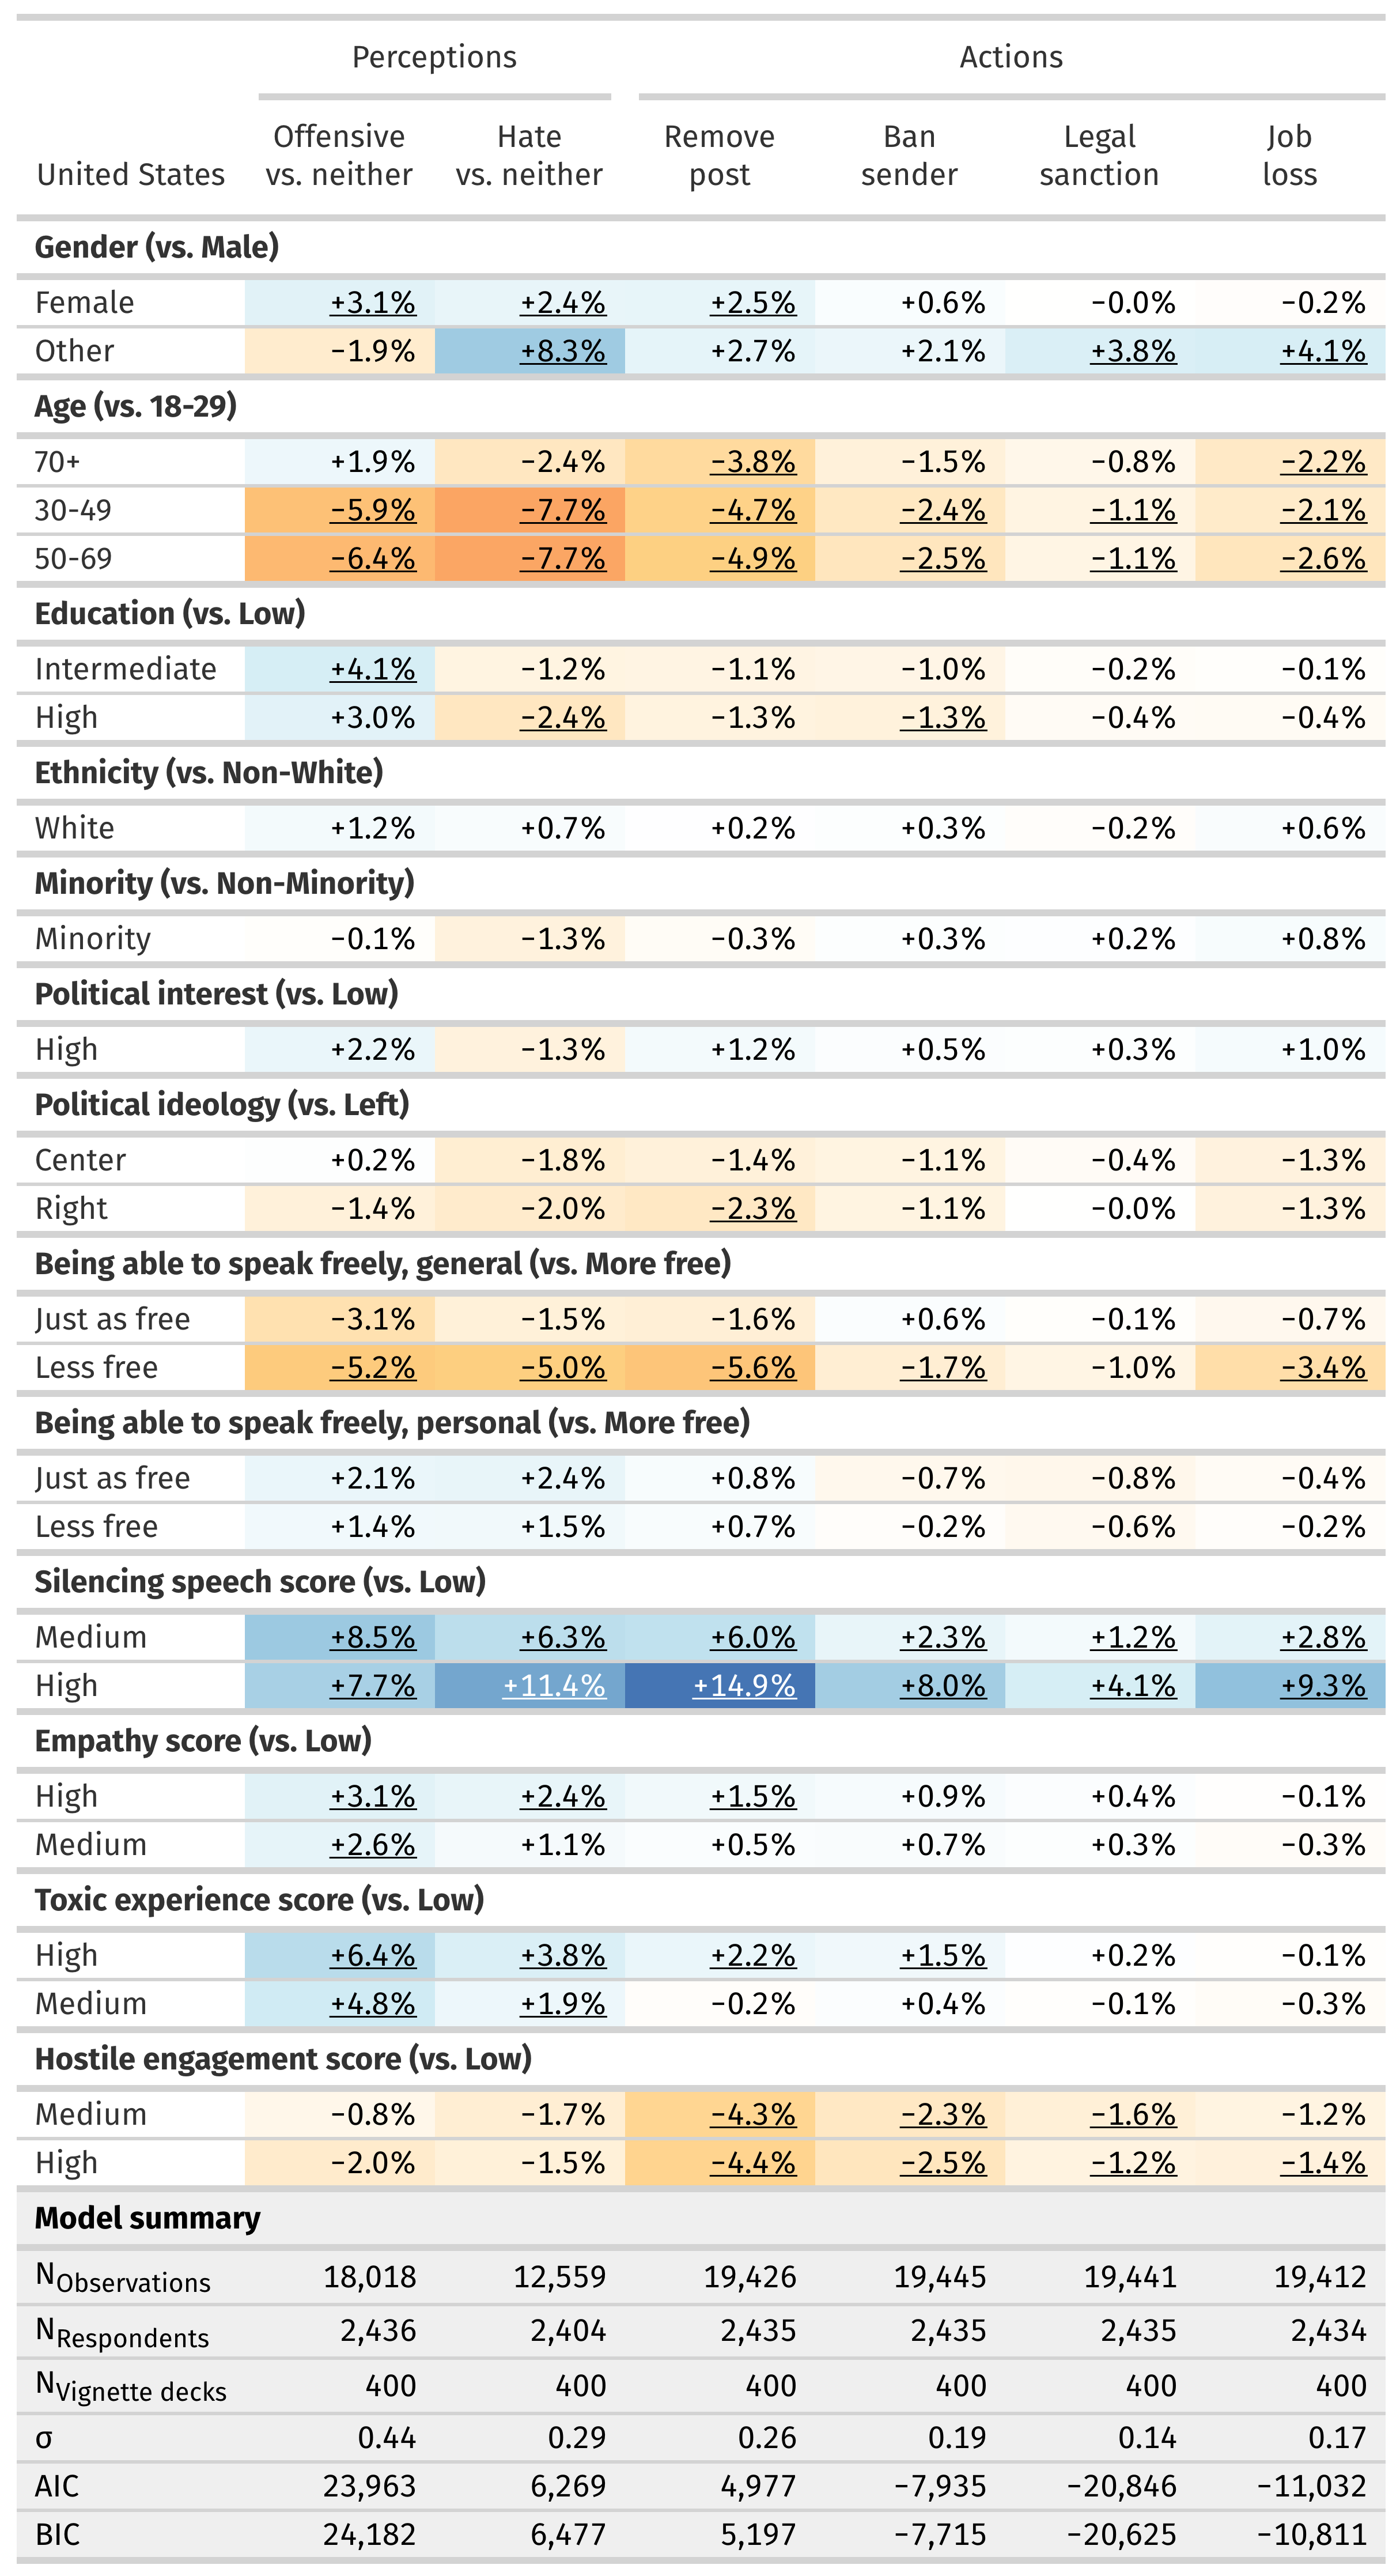 Perceptions Actions
Offensive Hate Remove Ban Legal Job
United States vs. neither vs. neither post sender sanction loss
Gender (vs. Male)
Female +3.1% +2.4% +2.5% +0.6% −0.0% −0.2%
Other −1.9% +8.3% +2.7% +2.1% +3.8% +4.1%
Age (vs. 18-29)
70+ +1.9% −2.4% −3.8% −1.5% −0.8% −2.2%
30-49 −5.9% −7.7% −4.7% −2.4% −1.1% −2.1%
50-69 −6.4% −7.7% −4.9% −2.5% −1.1% −2.6%
Education (vs. Low)
Intermediate +4.1% −1.2% −1.1% −1.0% −0.2% −0.1%
High +3.0% −2.4% −1.3% −1.3% −0.4% −0.4%
Ethnicity (vs. Non-White)
White +1.2% +0.7% +0.2% +0.3% −0.2% +0.6%
Minority (vs. Non-Minority)
Minority −0.1% −1.3% −0.3% +0.3% +0.2% +0.8%
Political interest (vs. Low)
High +2.2% −1.3% +1.2% +0.5% +0.3% +1.0%
Political ideology (vs. Left)
Center +0.2% −1.8% −1.4% −1.1% −0.4% −1.3%
Right −1.4% −2.0% −2.3% −1.1% −0.0% −1.3%
Being able to speak freely, general (vs. More free)
Just as free −3.1% −1.5% −1.6% +0.6% −0.1% −0.7%
Less free −5.2% −5.0% −5.6% −1.7% −1.0% −3.4%
Being able to speak freely, personal (vs. More free)
Just as free +2.1% +2.4% +0.8% −0.7% −0.8% −0.4%
Less free +1.4% +1.5% +0.7% −0.2% −0.6% −0.2%
Silencing speech score (vs. Low)
Medium +8.5% +6.3% +6.0% +2.3% +1.2% +2.8%
High +7.7% +11.4% +14.9% +8.0% +4.1% +9.3%
Empathy score (vs. Low)
High +3.1% +2.4% +1.5% +0.9% +0.4% −0.1%
Medium +2.6% +1.1% +0.5% +0.7% +0.3% −0.3%
Toxic experience score (vs. Low)
High +6.4% +3.8% +2.2% +1.5% +0.2% −0.1%
Medium +4.8% +1.9% −0.2% +0.4% −0.1% −0.3%
Hostile engagement score (vs. Low)
Medium −0.8% −1.7% −4.3% −2.3% −1.6% −1.2%
High −2.0% −1.5% −4.4% −2.5% −1.2% −1.4%
Model summary
NObservations 18,018 12,559 19,426 19,445 19,441 19,412
NRespondents 2,436 2,404 2,435 2,435 2,435 2,434
NVignette decks 400 400 400 400 400 400
σ 0.44 0.29 0.26 0.19 0.14 0.17
AIC 23,963 6,269 4,977 −7,935 −20,846 −11,032
BIC 24,182 6,477 5,197 −7,715 −20,625 −10,811